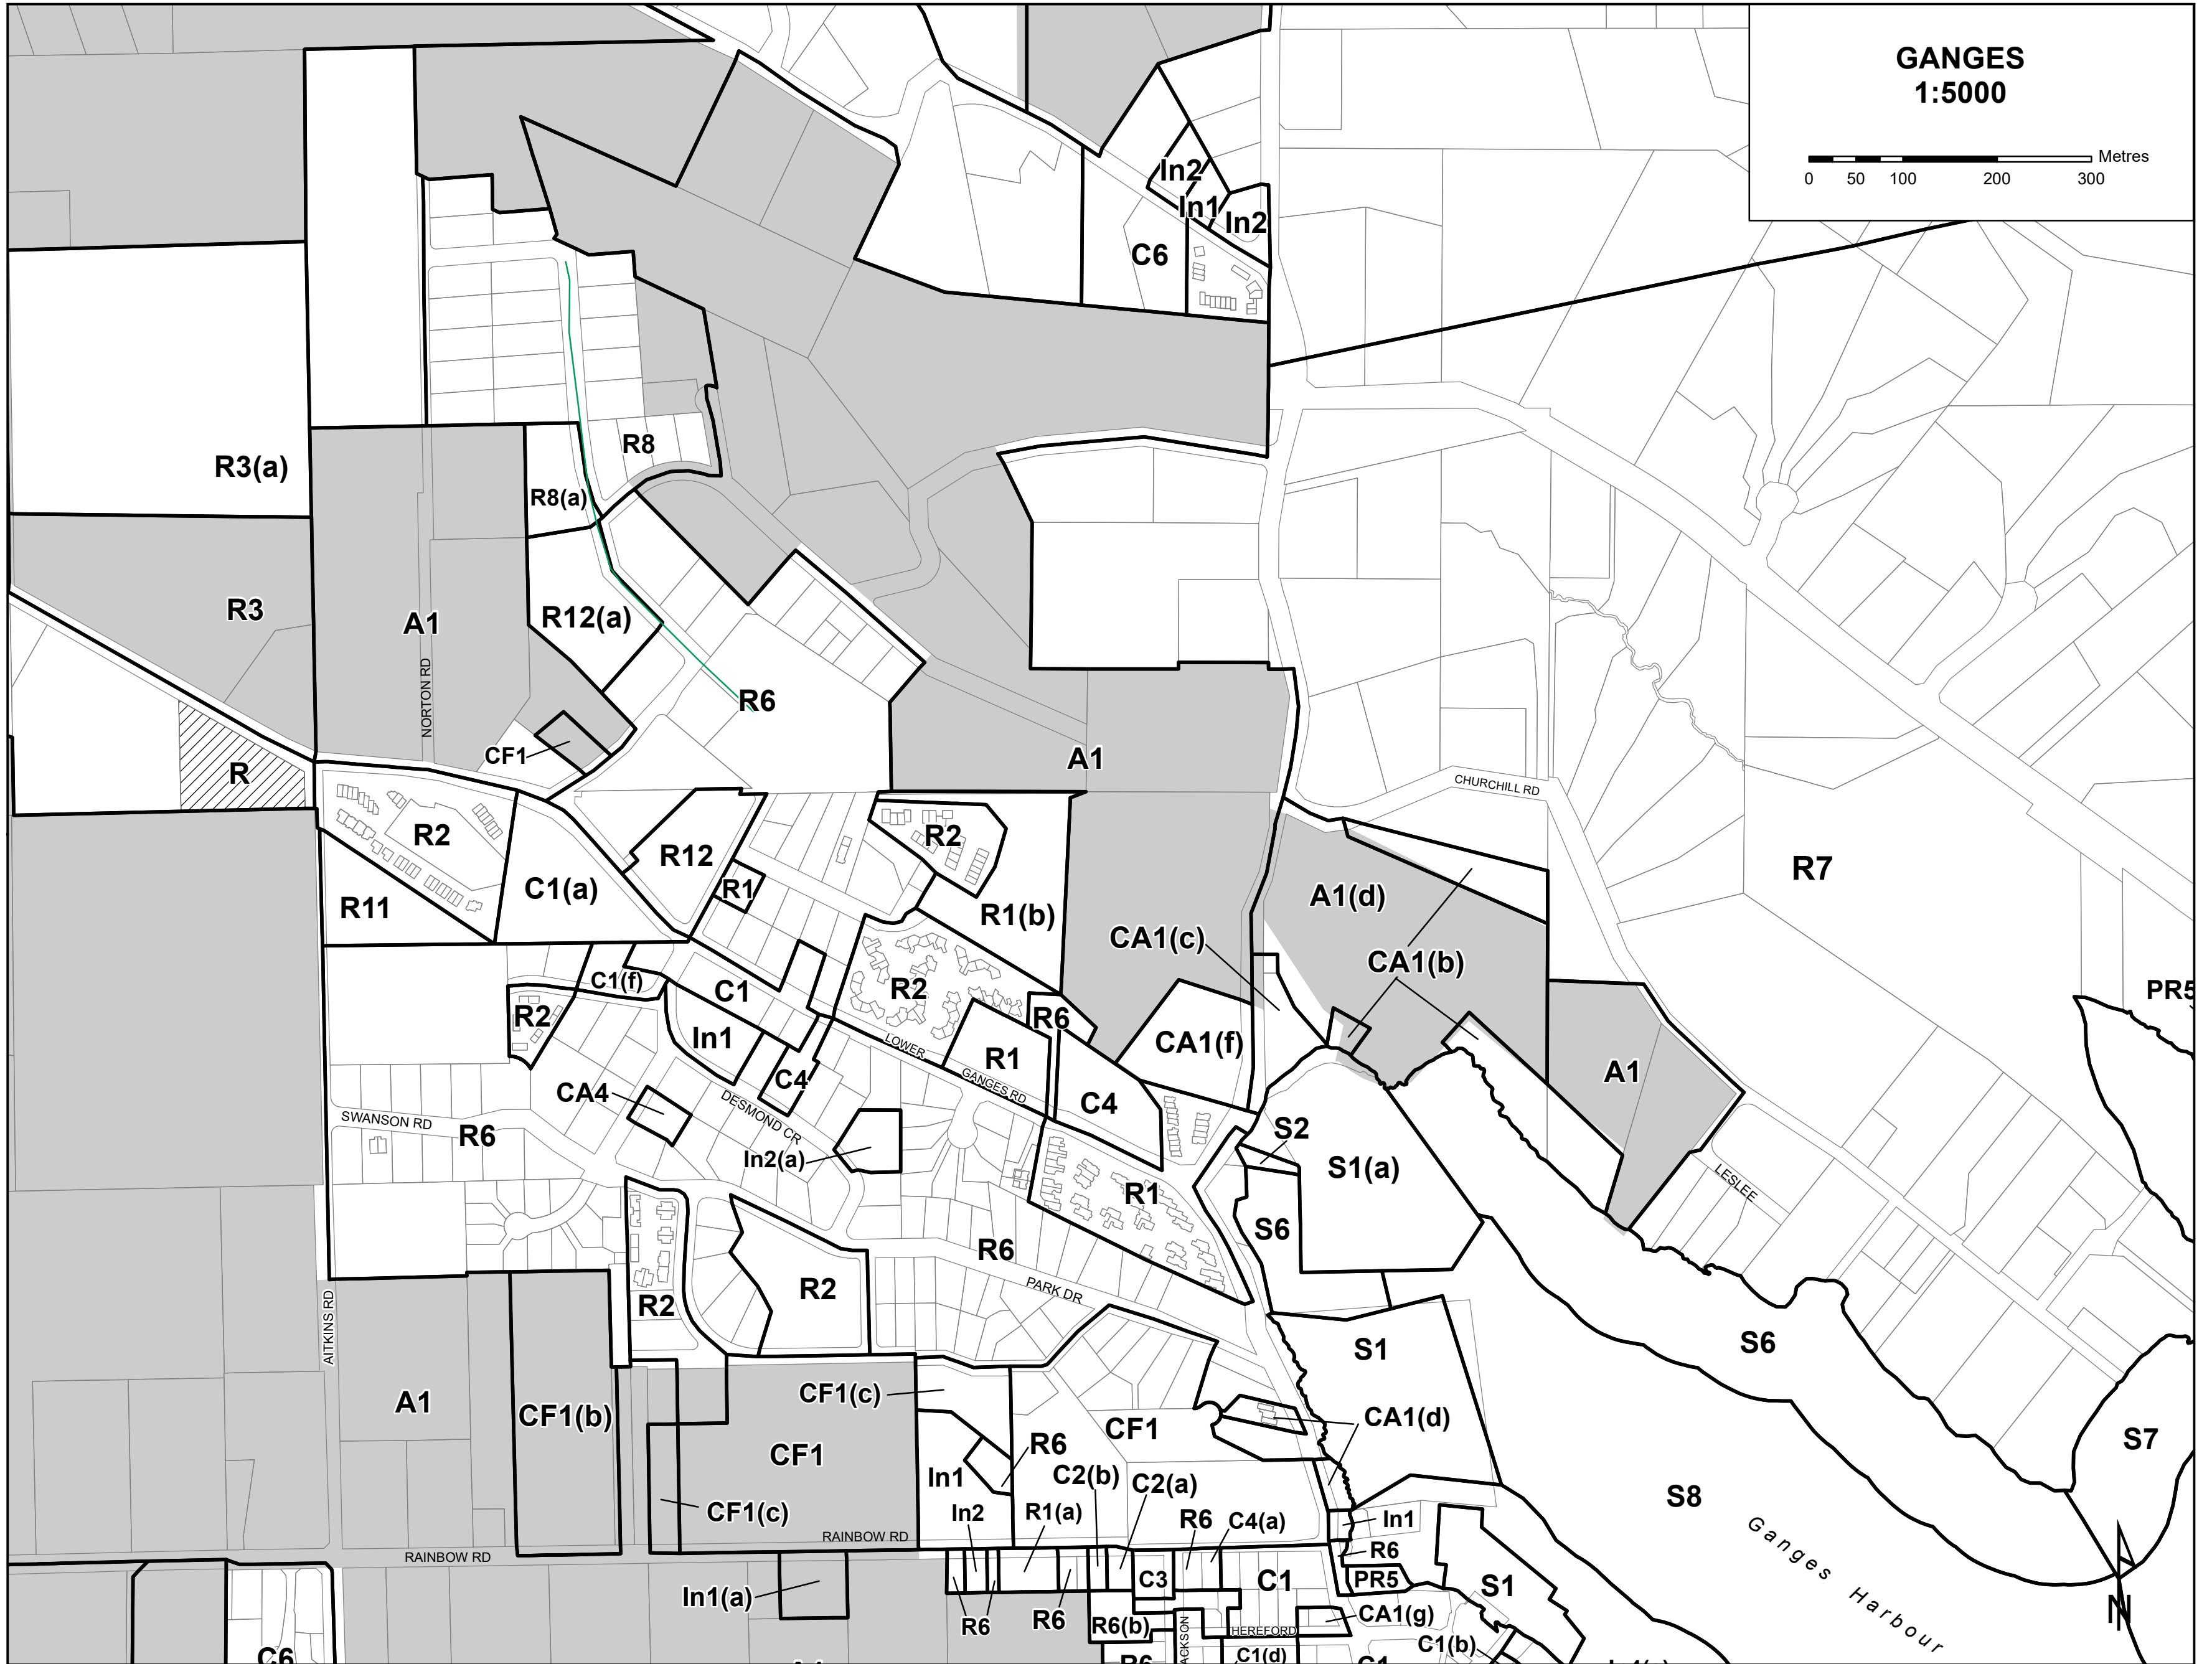 GANGES
1:5000
Metres
0 50 100 200 300
In2
In1
In2
C6
R3(a)
R8
R8(a)
R3
A1
R12(a)
NORTON RD
R6
CF1
A1
R
CHURCHILL RD
R2
R2
R12
R7
R11
C1(a)
R1
R1(b)
A1(d)
CA1(c)
CA1(b)
C1(f)
C1
R2
PR5
R2
R6
In1
LOWER
GANGES RD
R1
CA1(f)
C4
A1
CA4
DESMOND CR
C4
SWANSON RD
R6
In2(a)
S2
S1(a)
R1
LESLEE
S6
R6
PARK DR
R2
R2
AITKINS RD
S1
S6
A1
CF1(b)
CF1(c)
CF1
CF1
CA1(d)
S7
R6
In1
C2(b)
C2(a)
CF1(c)
In2
R1(a)
R6
C4(a)
In1
S8
Ganges Harbour
RAINBOW RD
RAINBOW RD
R6
PR5
In1(a)
C3
C1
S1
R6
R6
R6(b)
CA1(g)
N
JACKSON
HEREFORD
C1(b)
C6
R6
C1(d)
C1